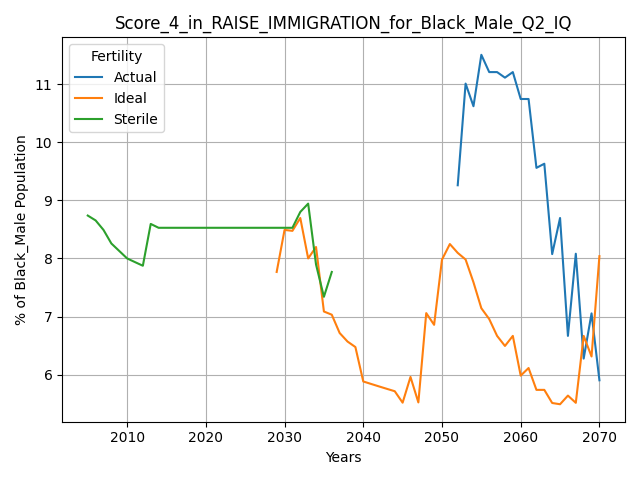 Score_4_in_RAISE_IMMIGRATION_for_Black_Male_Q2_IQ
Fertility
Actual
Ideal
Sterile
% of Black_Male Population
11
10
9
8
7
6
2010 2020 2030 2040 2050 2060 2070
Years